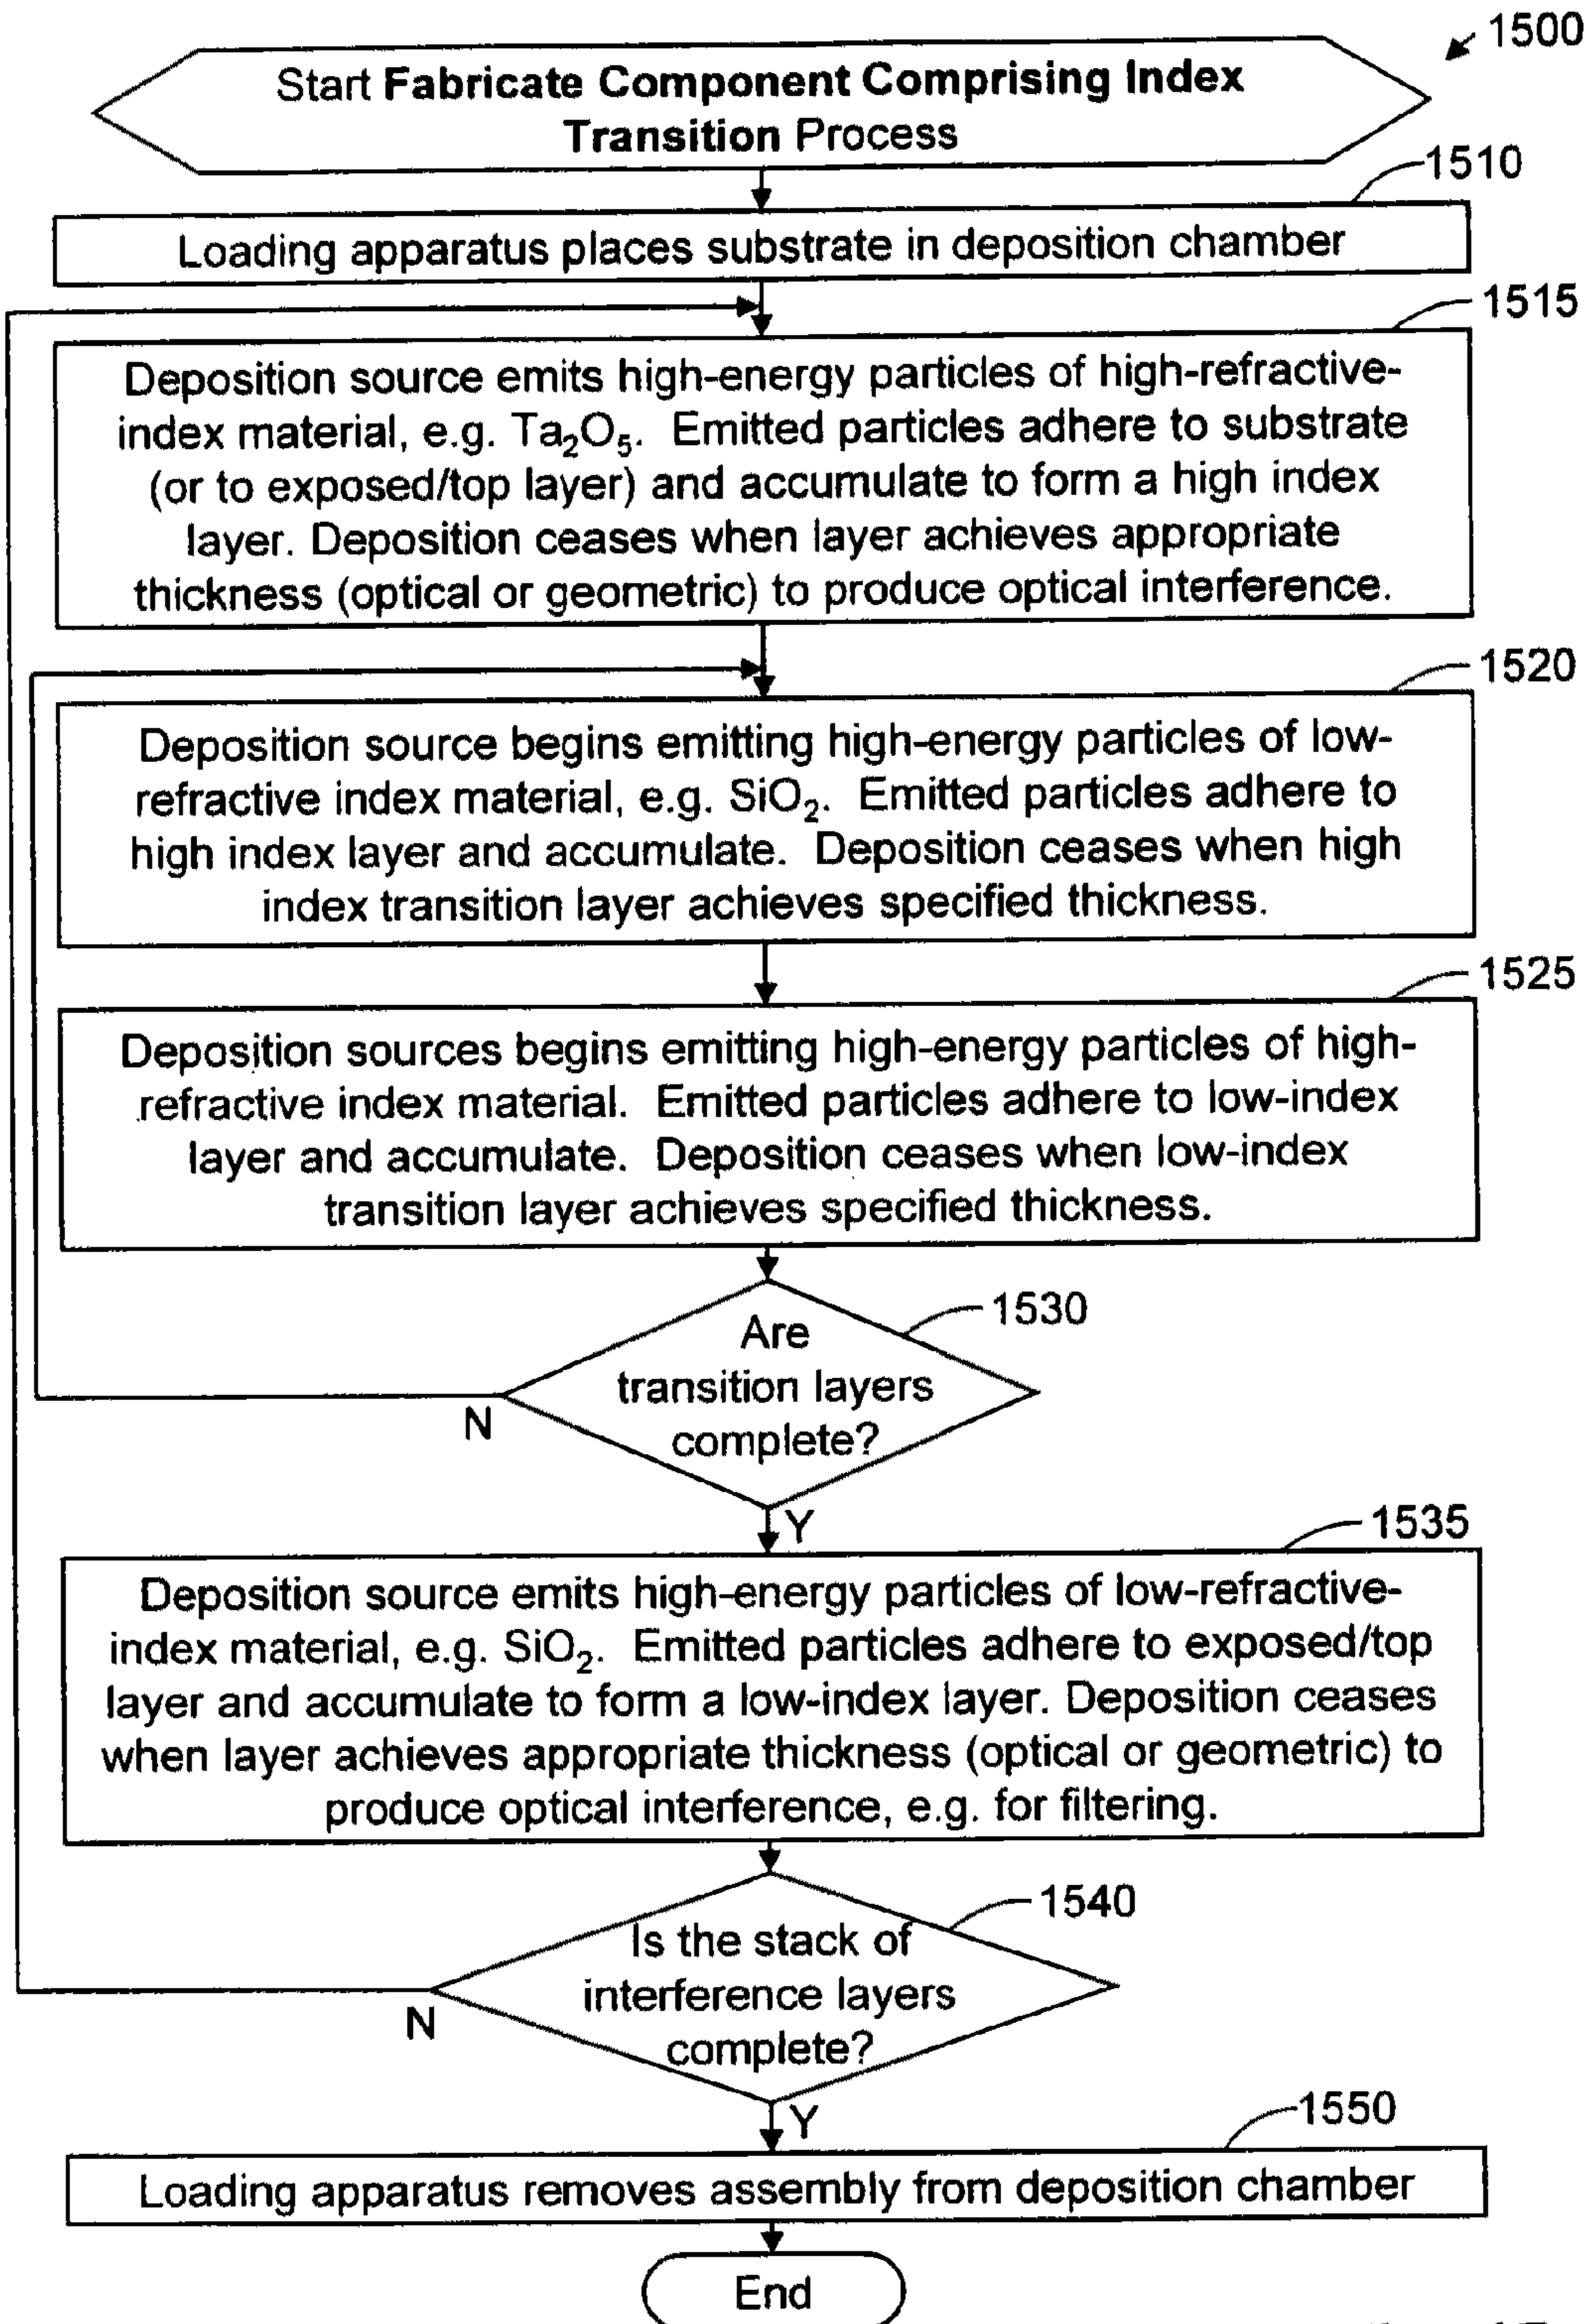 1500
Start Fabricate Component Comprising Index
Transition Process
1510
Loading apparatus places substrate in deposition chamber
1515
Deposition source emits high-energy particles of high-refractive-
index material, e.g. Ta₂O₅. Emitted particles adhere to substrate
(or to exposed/top layer) and accumulate to form a high index
layer. Deposition ceases when layer achieves appropriate
thickness (optical or geometric) to produce optical interference.
1520
Deposition source begins emitting high-energy particles of low-
refractive index material, e.g. SiO₂. Emitted particles adhere to
high index layer and accumulate. Deposition ceases when high
index transition layer achieves specified thickness.
1525
Deposition sources begins emitting high-energy particles of high-
refractive index material. Emitted particles adhere to low-index
layer and accumulate. Deposition ceases when low-index
transition layer achieves specified thickness.
1530
Are
transition layers
complete?
N
Y
1535
Deposition source emits high-energy particles of low-refractive-
index material, e.g. SiO₂. Emitted particles adhere to exposed/top
layer and accumulate to form a low-index layer. Deposition ceases
when layer achieves appropriate thickness (optical or geometric) to
produce optical interference, e.g. for filtering.
1540
Is the stack of
interference layers
complete?
N
Y
1550
Loading apparatus removes assembly from deposition chamber
End